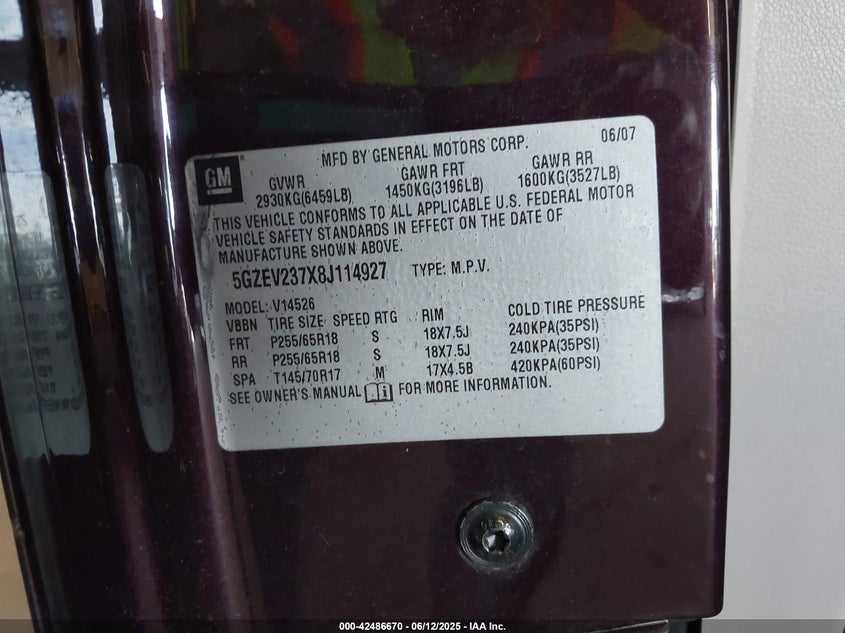 06/07
MFD BY GENERAL MOTORS CORP.
GM
GVWR GAWR FRT GAWR RR
2930KG(6459LB) 1450KG(3196LB) 1600KG(3527LB)
THIS VEHICLE CONFORMS TO ALL APPLICABLE U.S. FEDERAL MOTOR
VEHICLE SAFETY STANDARDS IN EFFECT ON THE DATE OF
MANUFACTURE SHOWN ABOVE.
5GZEV237X8J114927 TYPE: M.P.V.
MODEL: V14526
VBBN TIRE SIZE SPEED RTG RIM COLD TIRE PRESSURE
FRT P255/65R18 S 18X7.5J 240KPA(35PSI)
RR P255/65R18 S 18X7.5J 240KPA(35PSI)
SPA T145/70R17 M 17X4.5B 420KPA(60PSI)
SEE OWNER'S MANUAL i FOR MORE INFORMATION.
000-42486670 - 06/12/2025 - IAA Inc.